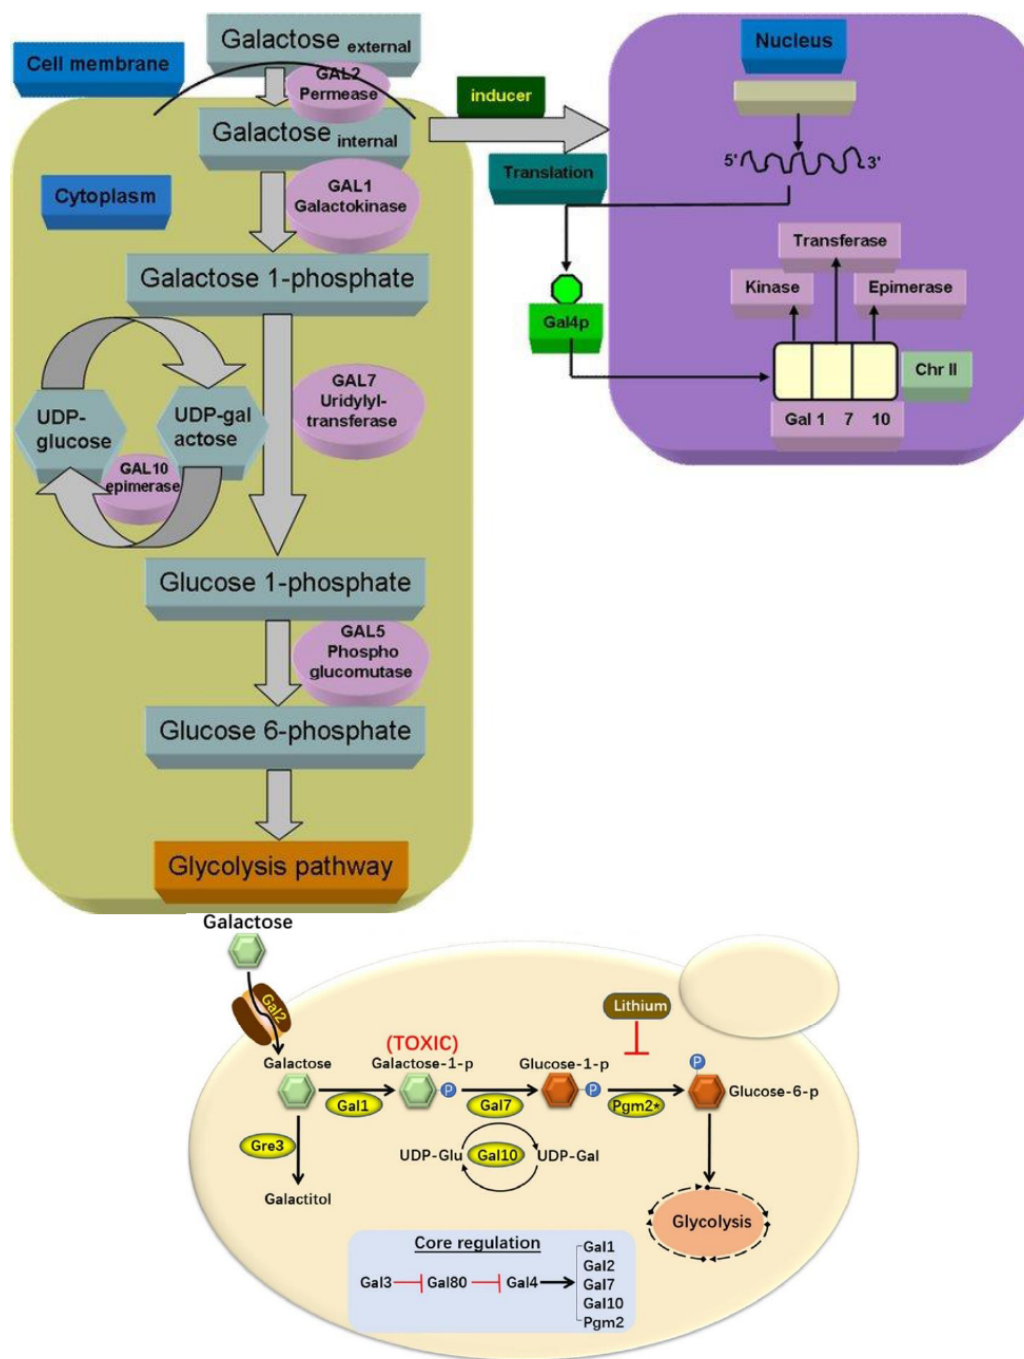 Galactose external
Cell membrane
GAL2
Permease
Galactose internal
inducer
Nucleus
5' 3'
Translation
Cytoplasm
GAL1
Galactokinase
Galactose 1-phosphate
Transferase
Kinase
Epimerase
Gal4p
Chr II
Gal 1 7 10
GAL7
Uridylyl-
transferase
UDP-
glucose
UDP-gal
actose
GAL10
epimerase
Glucose 1-phosphate
GAL5
Phospho
glucomutase
Glucose 6-phosphate
Glycolysis pathway
Galactose
Gal2
Lithium
(TOXIC)
Galactose
Galactose-1-p
Glucose-1-p
P
P
P
Glucose-6-p
Gal1
Gal7
Pgm2*
Gre3
UDP-Glu
Gal10
UDP-Gal
Galactitol
Glycolysis
Core regulation
Gal3
Gal80
Gal4
Gal1
Gal2
Gal7
Gal10
Pgm2